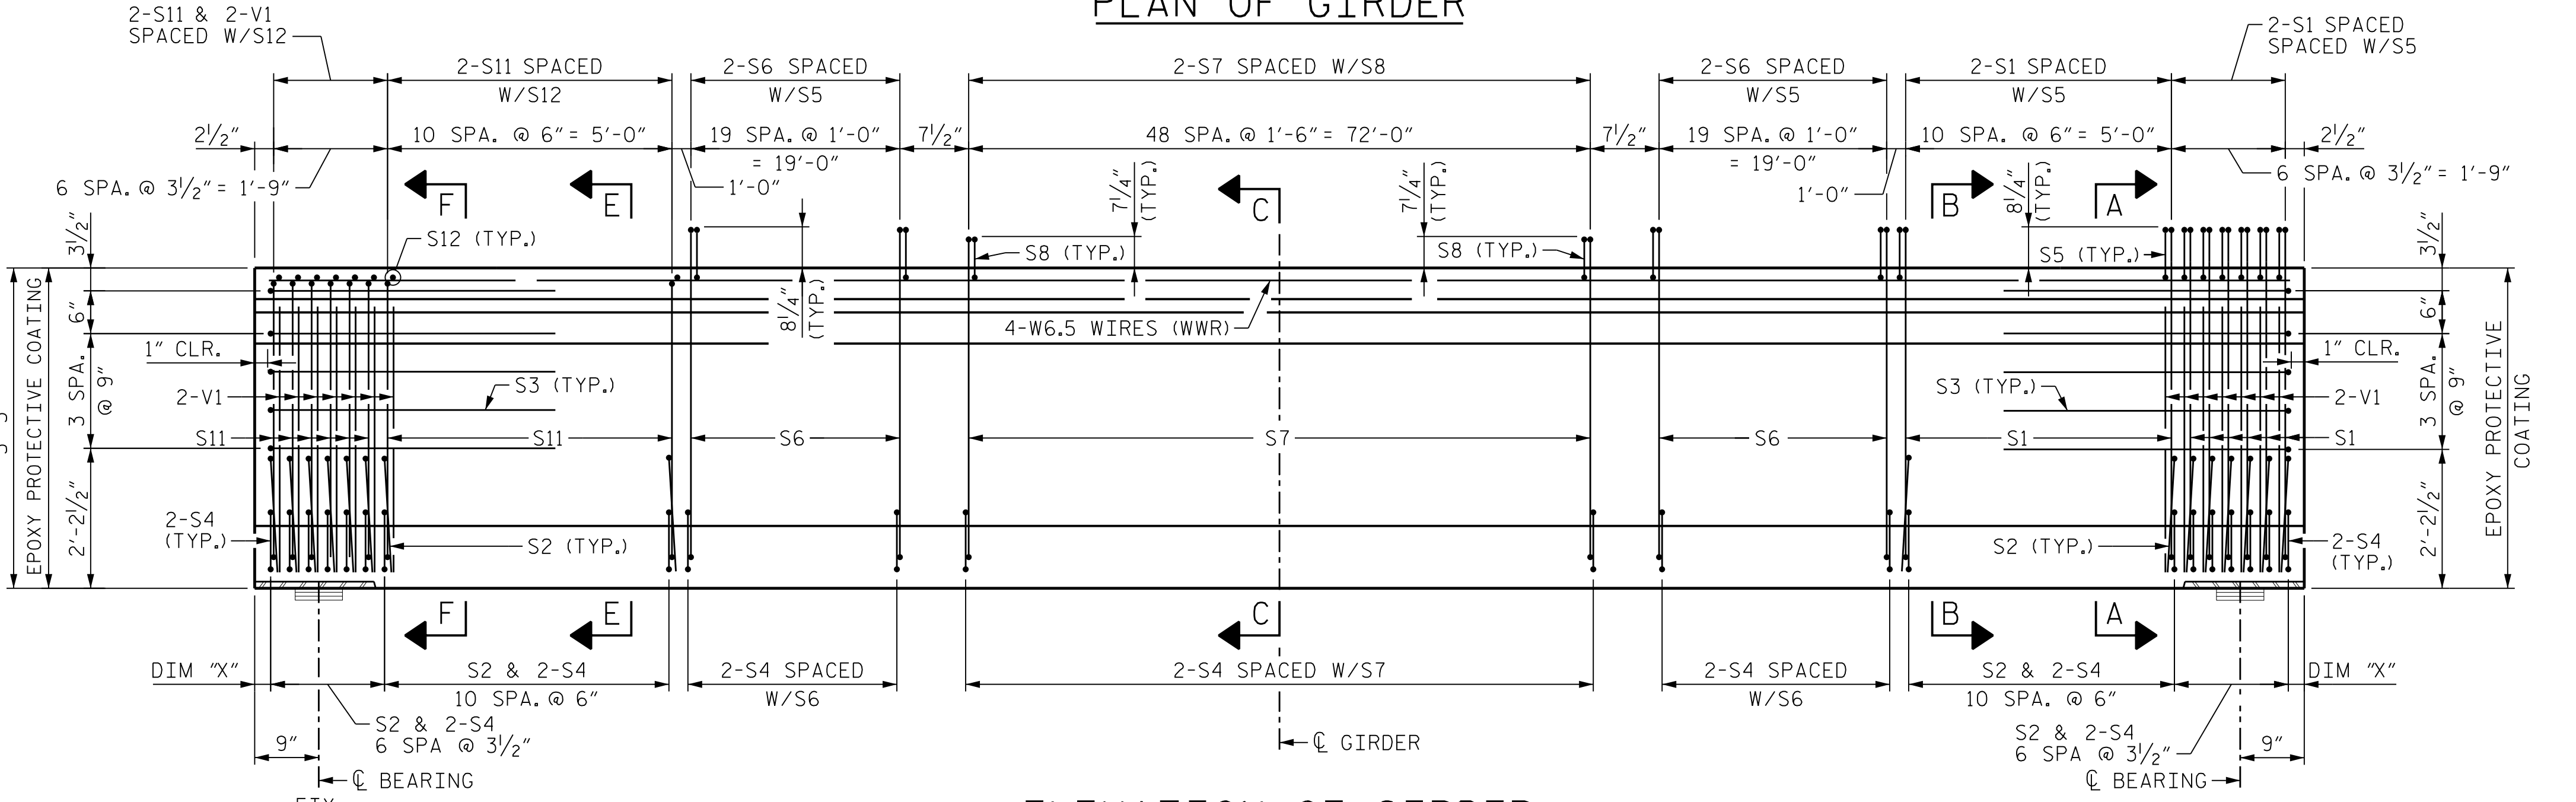 PLAN OF GIRDER
2-S11 & 2-V1
SPACED W/S12
2-S11 SPACED
W/S12
2-S6 SPACED
W/S5
2-S7 SPACED W/S8
2-S6 SPACED
W/S5
2-S1 SPACED
W/S5
2-S1 SPACED
SPACED W/S5
2½"
10 SPA. @ 6"= 5'-0"
19 SPA. @ 1'-0"
= 19'-0"
7½"
48 SPA. @ 1'-6"= 72'-0"
7½"
19 SPA. @ 1'-0"
= 19'-0"
10 SPA. @ 6"= 5'-0"
2½"
6 SPA. @ 3½"= 1'-9"
1'-0"
1'-0"
6 SPA. @ 3½"= 1'-9"
F
E
C
B
A
7¼"
(TYP.)
7¼"
(TYP.)
8¼"
(TYP.)
3½"
S12 (TYP.)
S8 (TYP.)
S8 (TYP.)
S5 (TYP.)
3½"
EPOXY PROTECTIVE COATING
6"
8¼"
(TYP.)
4-W6.5 WIRES (WWR)
6"
1" CLR.
1" CLR.
3 SPA.
@ 9"
S3 (TYP.)
S3 (TYP.)
3 SPA.
@ 9"
2-V1
2-V1
S11
S11
S6
S7
S6
S1
S1
EPOXY PROTECTIVE
COATING
2'-2½"
2-S4
(TYP.)
S2 (TYP.)
S2 (TYP.)
2-S4
(TYP.)
2'-2½"
F
E
C
B
A
DIM "X"
S2 & 2-S4
10 SPA. @ 6"
2-S4 SPACED
W/S6
2-S4 SPACED W/S7
2-S4 SPACED
W/S6
S2 & 2-S4
10 SPA. @ 6"
DIM "X"
S2 & 2-S4
6 SPA @ 3½"
S2 & 2-S4
6 SPA @ 3½"
9"
℄ GIRDER
9"
℄ BEARING
℄ BEARING